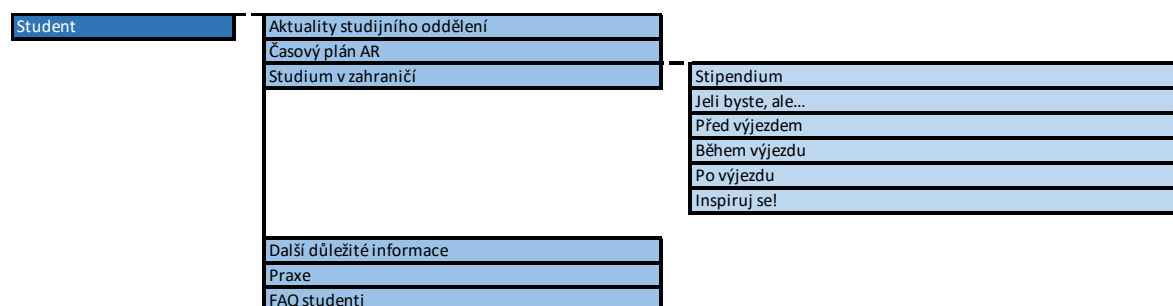 Student
Aktuality studijního oddělení
Časový plán AR
Studium v zahraničí
Stipendium
Jeli byste, ale...
Před výjezdem
Během výjezdu
Po výjezdu
Inspiruj se!
Další důležité informace
Praxe
FAQ studenti